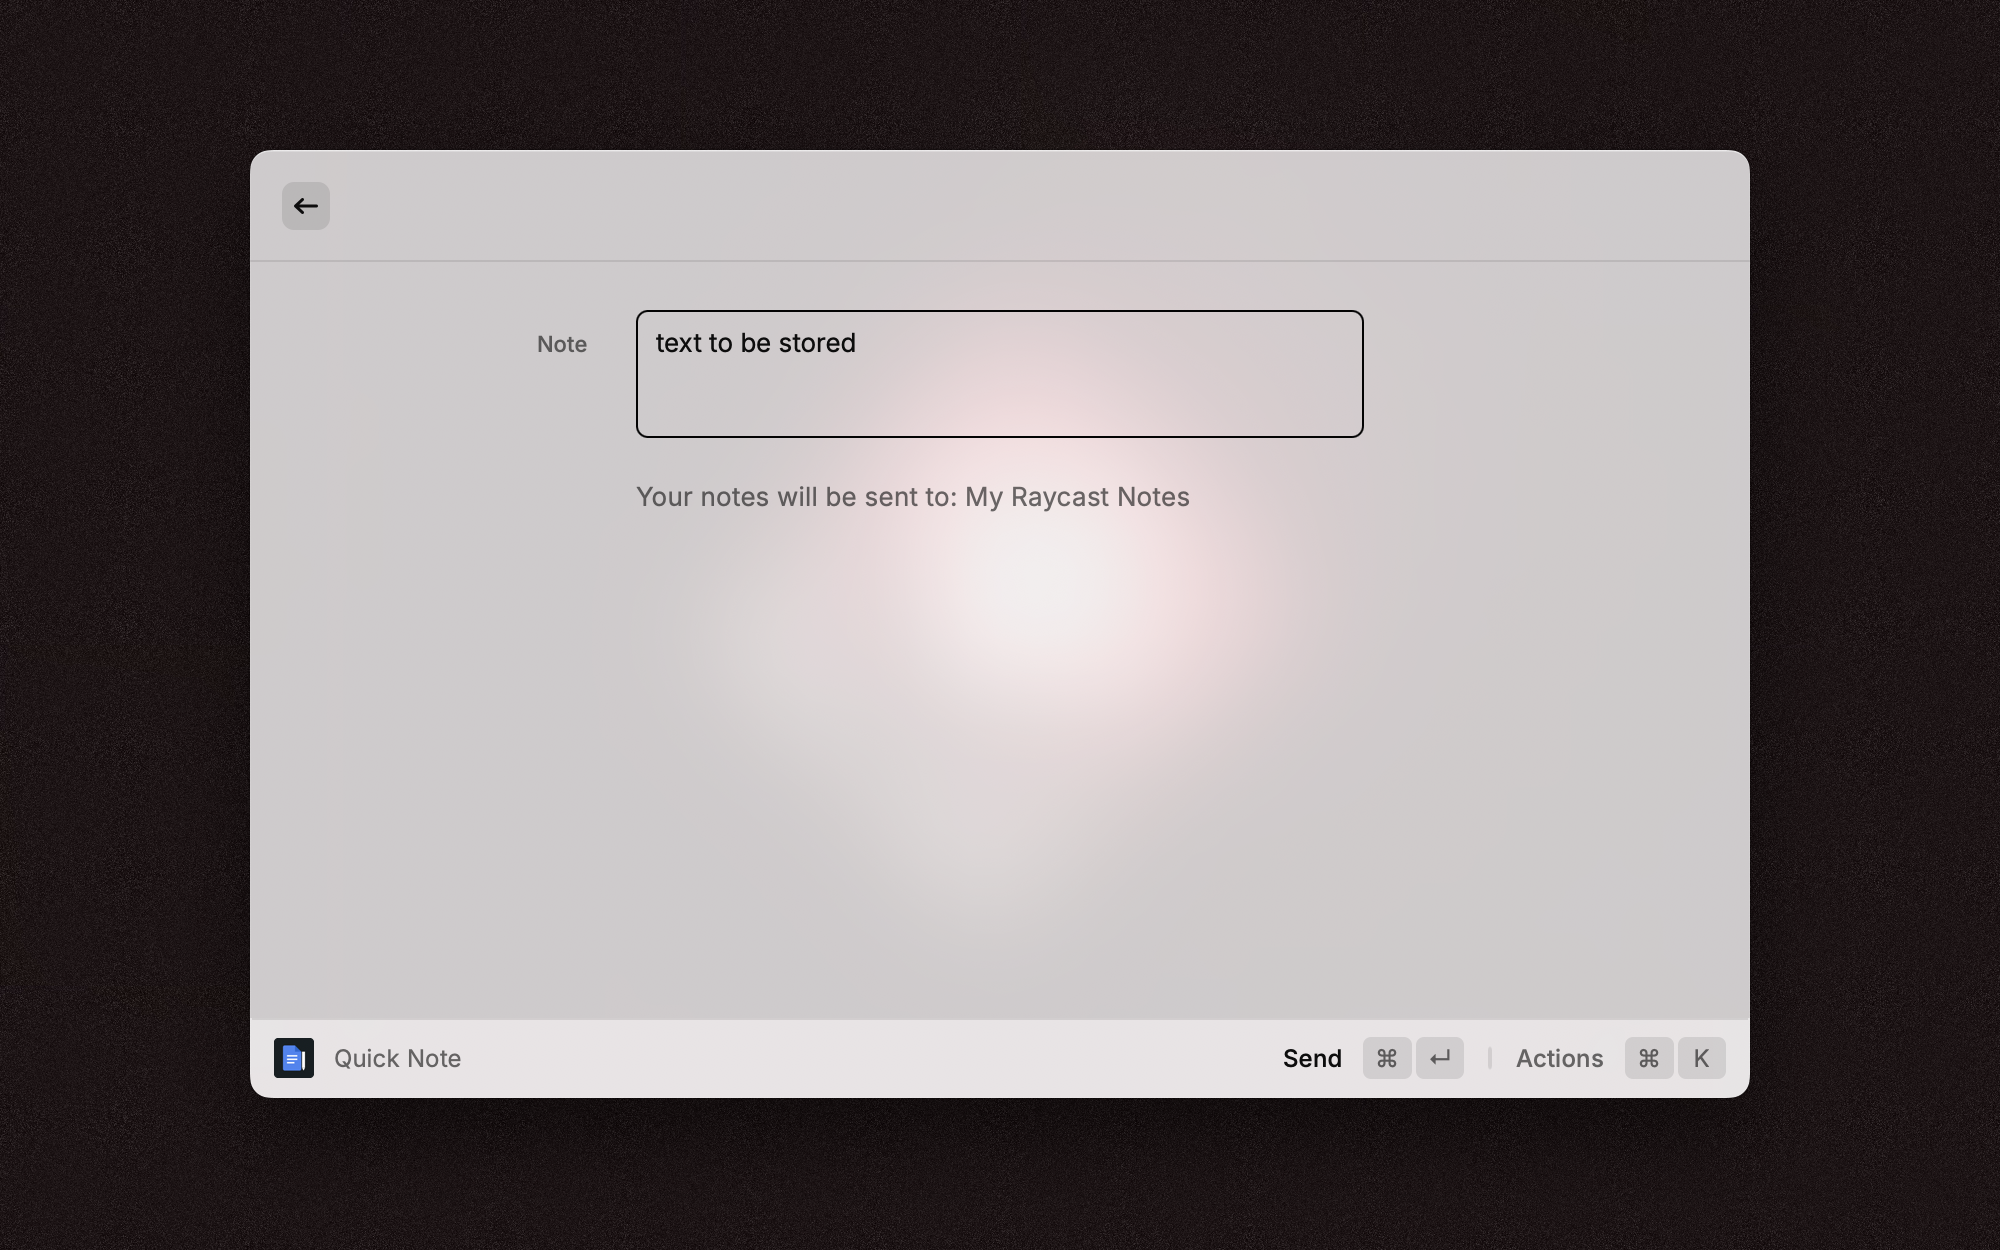 Note
text to be stored
Your notes will be sent to: My Raycast Notes
Quick Note
Send ⌘ ↵ Actions ⌘ K